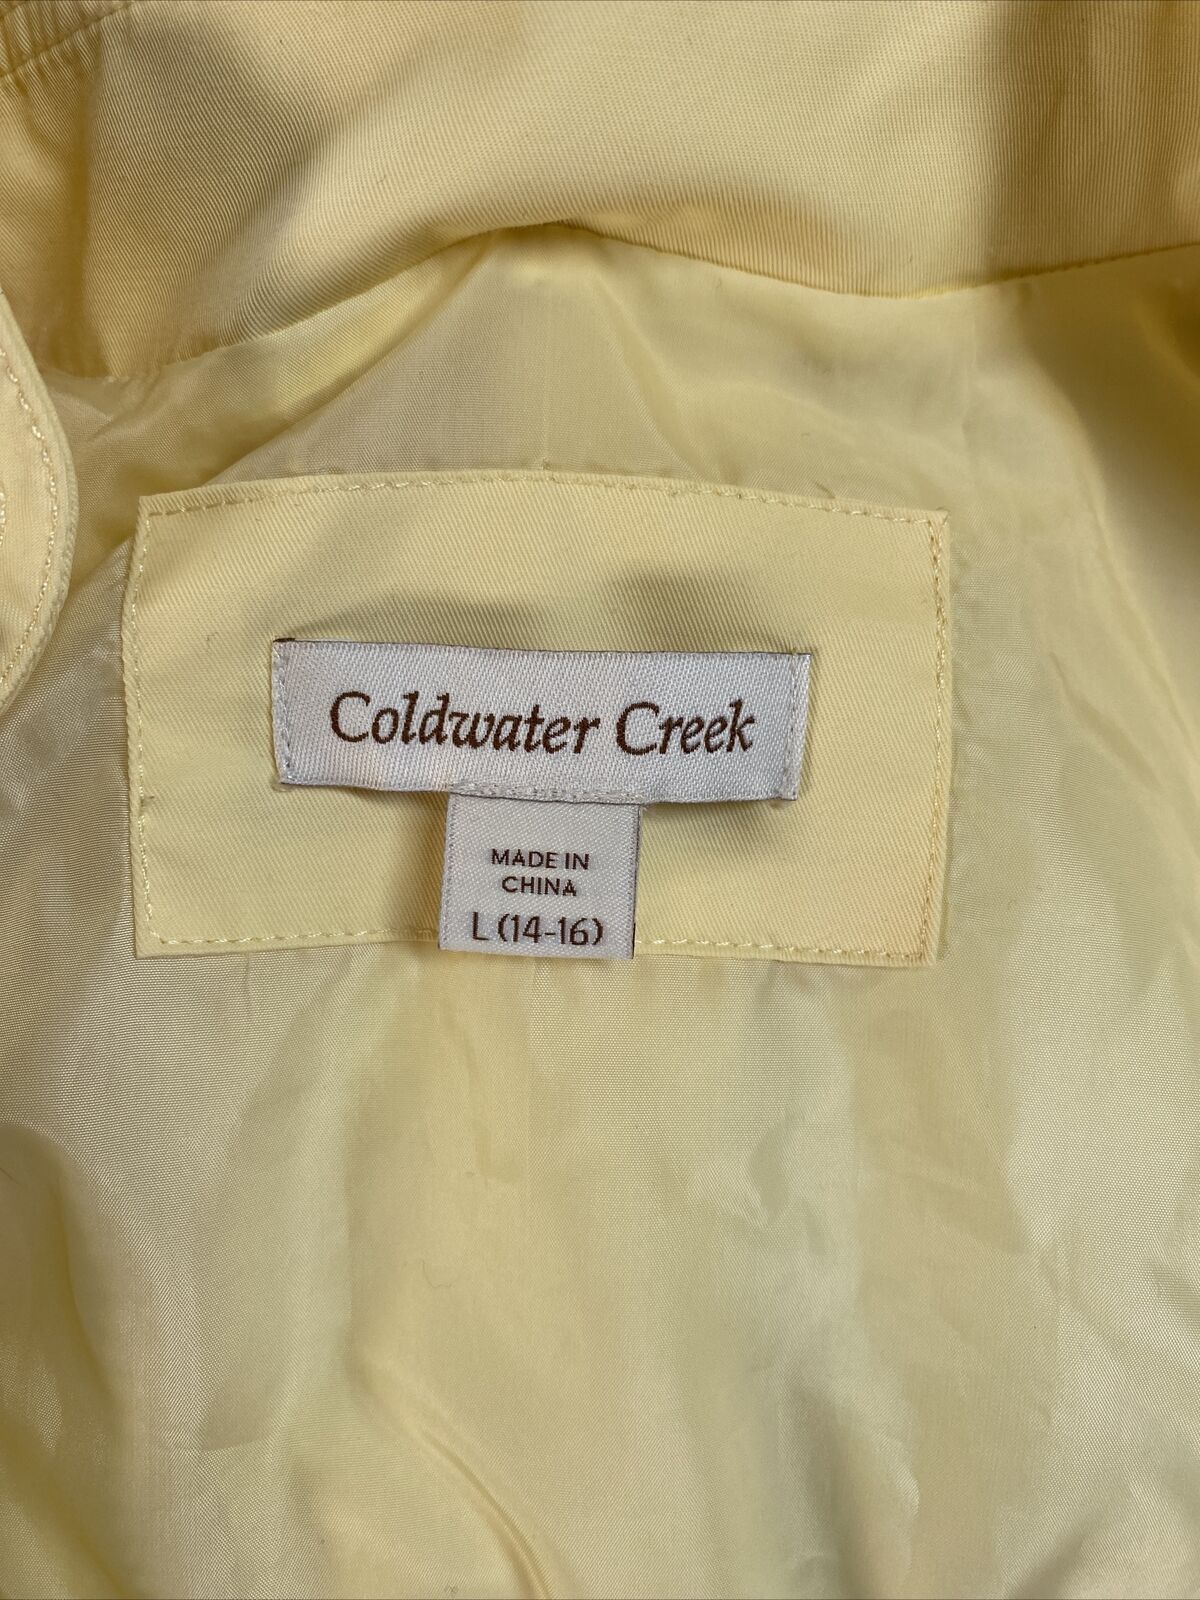 Coldwater Creek
MADE IN
CHINA
L (14-16)